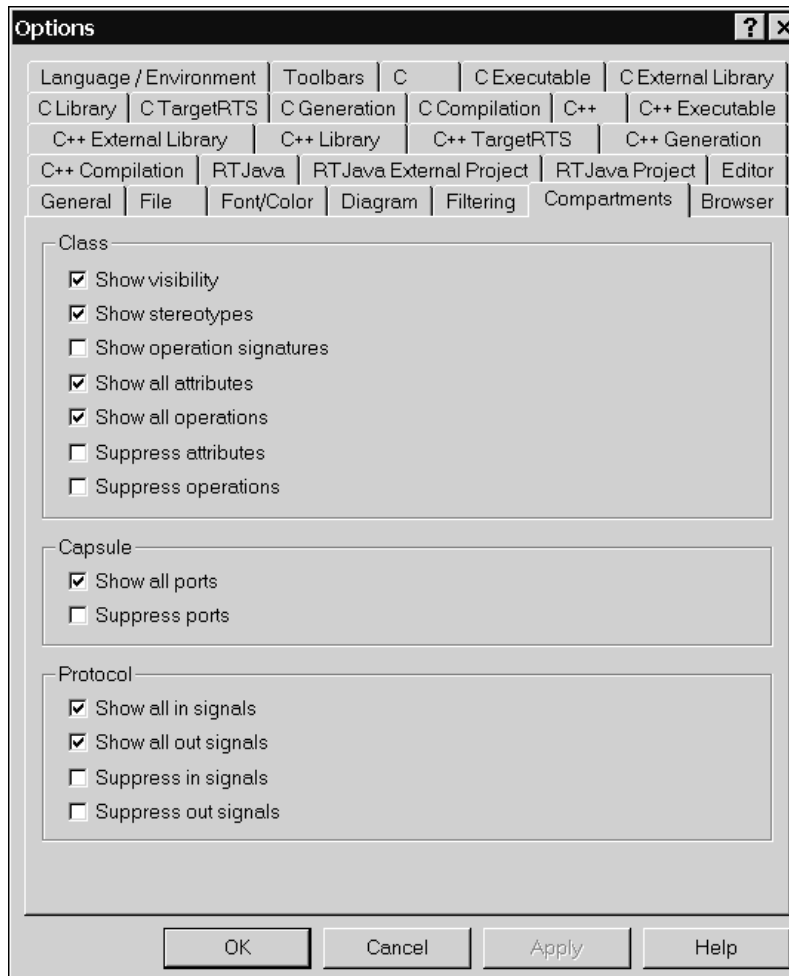 Options ?
Language / Environment Toolbars C C Executable C External Library
C Library C TargetRTS C Generation C Compilation C++ C++ Executable
C++ External Library C++ Library C++ TargetRTS C++ Generation
C++ Compilation RTJava RTJava External Project RTJava Project Editor
General File Font/Color Diagram Filtering Compartments Browser
Class
Show visibility
Show stereotypes
Show operation signatures
Show all attributes
Show all operations
Suppress attributes
Suppress operations
Capsule
Show all ports
Suppress ports
Protocol
Show all in signals
Show all out signals
Suppress in signals
Suppress out signals
OK Cancel Apply Help